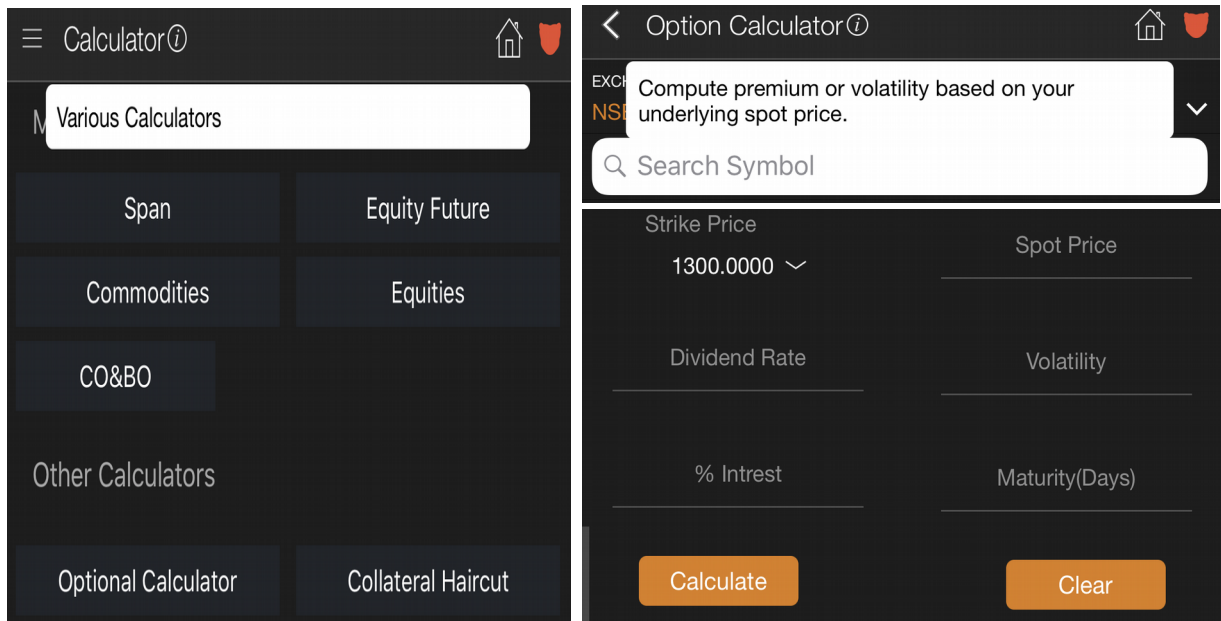 Calculator
Various Calculators
Span
Equity Future
Commodities
Equities
CO&BO
Other Calculators
Optional Calculator
Collateral Haircut
Option Calculator
Compute premium or volatility based on your
underlying spot price.
Search Symbol
Strike Price
Spot Price
1300.0000
Dividend Rate
Volatility
% Intrest
Maturity(Days)
Calculate
Clear